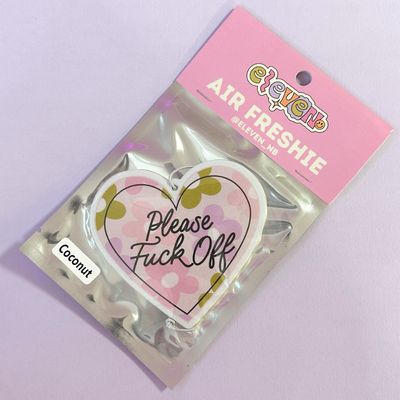 eleven
AIR FRESHIE
@ELEVEN_NB
Please
Fuck Off
Coconut